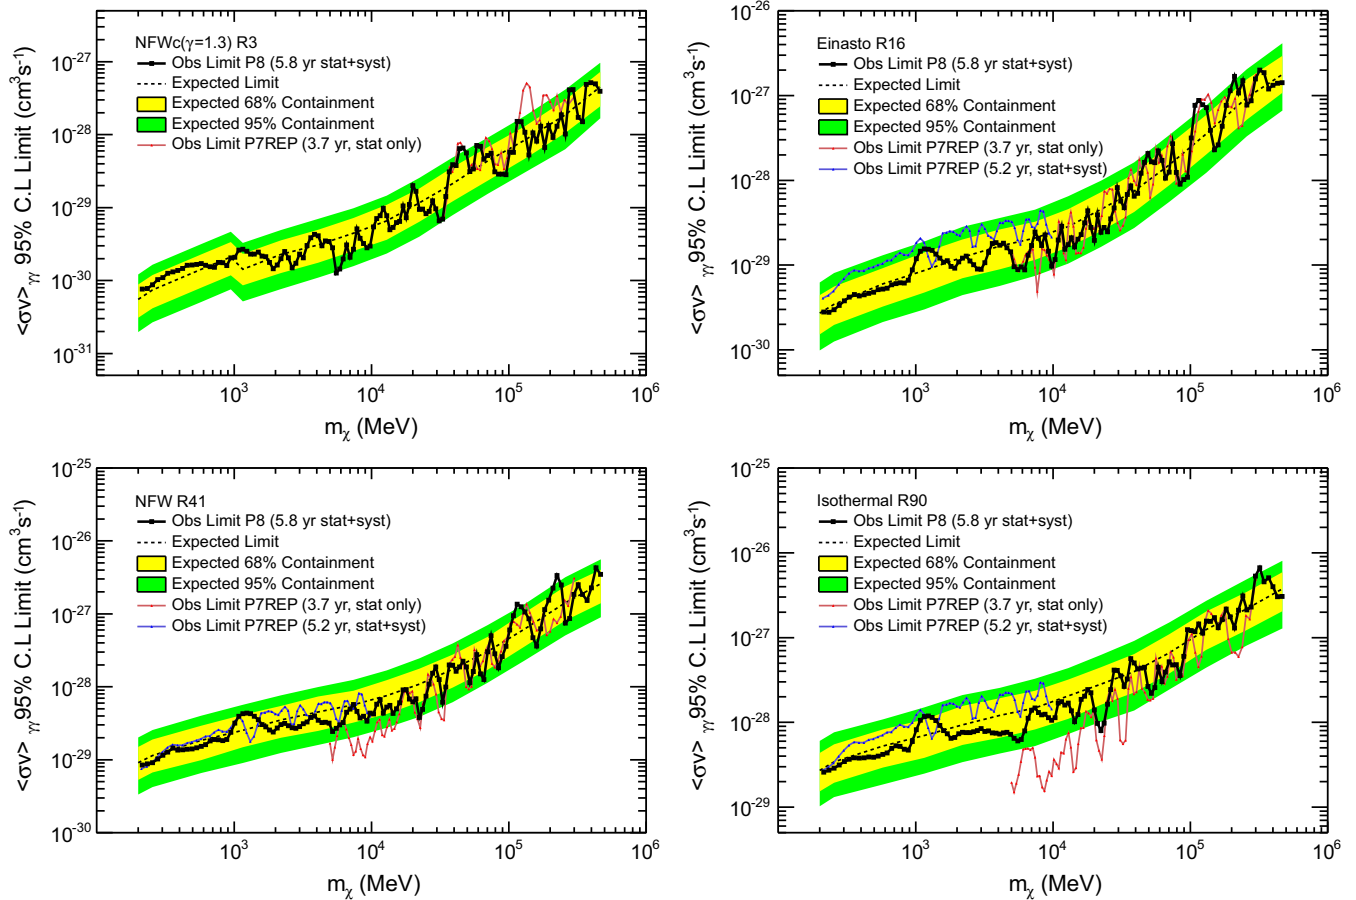 NFWc(γ=1.3) R3
Obs Limit P8 (5.8 yr stat+syst)
Expected Limit
Expected 68% Containment
Expected 95% Containment
Obs Limit P7REP (3.7 yr, stat only)
<σv> γγ 95% C.L Limit (cm³s⁻¹)
10⁻²⁷
10⁻²⁸
10⁻²⁹
10⁻³⁰
10⁻³¹
10³
10⁴
10⁵
10⁶
mχ (MeV)
Einasto R16
Obs Limit P8 (5.8 yr stat+syst)
Expected Limit
Expected 68% Containment
Expected 95% Containment
Obs Limit P7REP (3.7 yr, stat only)
Obs Limit P7REP (5.2 yr, stat+syst)
<σv> γγ 95% C.L Limit (cm³s⁻¹)
10⁻²⁶
10⁻²⁷
10⁻²⁸
10⁻²⁹
10⁻³⁰
10³
10⁴
10⁵
10⁶
mχ (MeV)
NFW R41
Obs Limit P8 (5.8 yr stat+syst)
Expected Limit
Expected 68% Containment
Expected 95% Containment
Obs Limit P7REP (3.7 yr, stat only)
Obs Limit P7REP (5.2 yr, stat+syst)
<σv> γγ 95% C.L Limit (cm³s⁻¹)
10⁻²⁵
10⁻²⁶
10⁻²⁷
10⁻²⁸
10⁻²⁹
10⁻³⁰
10³
10⁴
10⁵
10⁶
mχ (MeV)
Isothermal R90
Obs Limit P8 (5.8 yr stat+syst)
Expected Limit
Expected 68% Containment
Expected 95% Containment
Obs Limit P7REP (3.7 yr, stat only)
Obs Limit P7REP (5.2 yr, stat+syst)
<σv> γγ 95% C.L Limit (cm³s⁻¹)
10⁻²⁵
10⁻²⁶
10⁻²⁷
10⁻²⁸
10⁻²⁹
10³
10⁴
10⁵
10⁶
mχ (MeV)